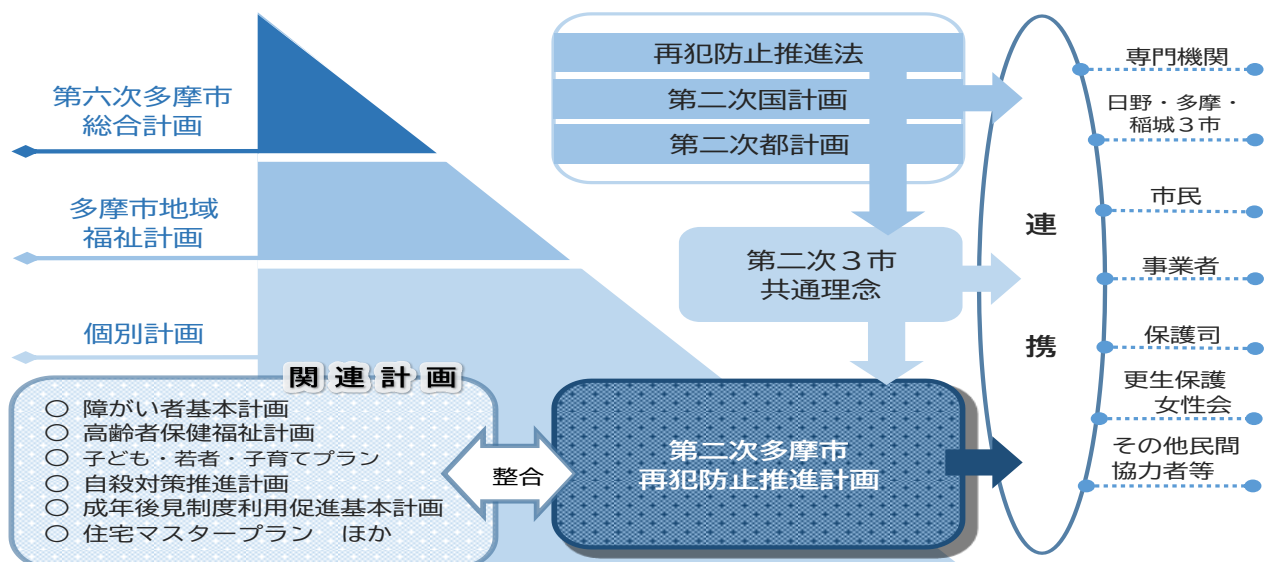 第六次多摩市
総合計画
多摩市地域
福祉計画
個別計画
関連計画
○ 障がい者基本計画
○ 高齢者保健福祉計画
○ 子ども・若者・子育てプラン
○ 自殺対策推進計画
○ 成年後見制度利用促進基本計画
○ 住宅マスタープラン　ほか
整合
再犯防止推進法
第二次国計画
第二次都計画
第二次３市
共通理念
第二次多摩市
再犯防止推進計画
連
携
専門機関
日野・多摩・
稲城３市
市民
事業者
保護司
更生保護
女性会
その他民間
協力者等